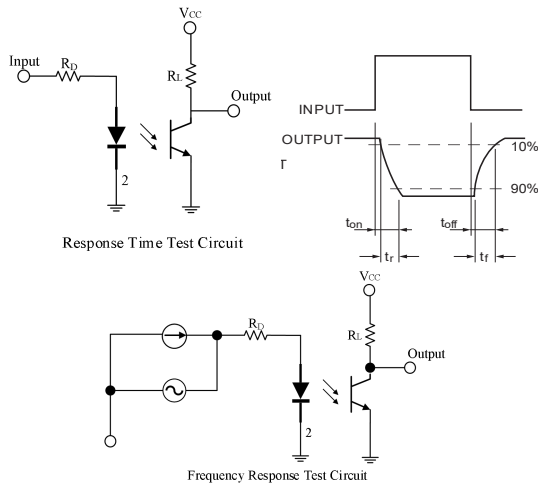 Vcc
Input
RD
RL
Output
2
Response Time Test Circuit
INPUT
OUTPUT
10%
90%
ton
toff
tr
tf
Vcc
RD
RL
Output
2
Frequency Response Test Circuit